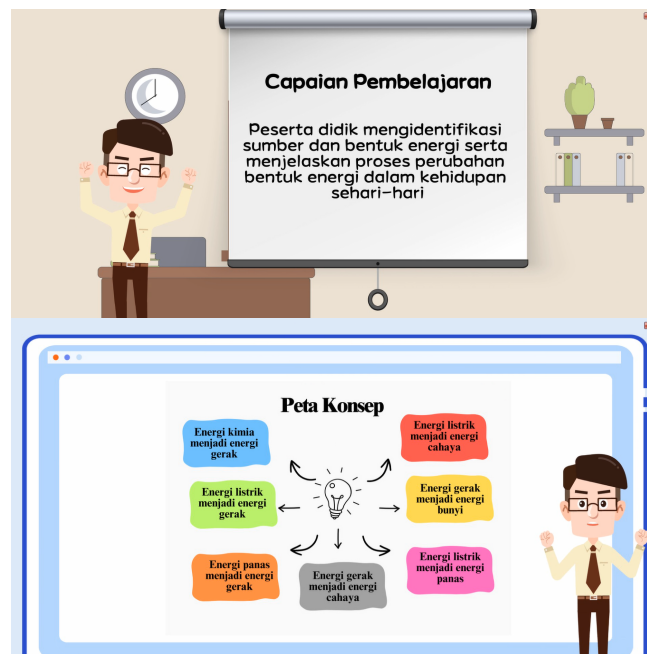 Capaian Pembelajaran
Peserta didik mengidentifikasi
sumber dan bentuk energi serta
menjelaskan proses perubahan
bentuk energi dalam kehidupan
sehari-hari
Peta Konsep
Energi kimia
menjadi energi
gerak
Energi listrik
menjadi energi
cahaya
Energi listrik
menjadi energi
gerak
Energi gerak
menjadi energi
bunyi
Energi panas
menjadi energi
gerak
Energi gerak
menjadi energi
cahaya
Energi listrik
menjadi energi
panas